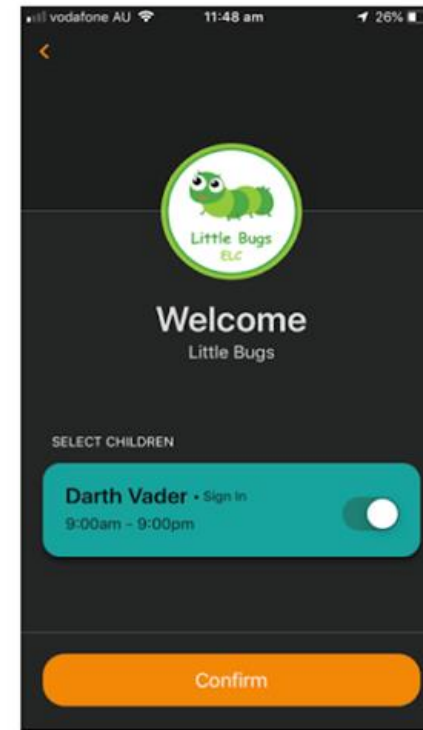 vodafone AU 11:48 am 26%
Little Bugs
ELC
Welcome
Little Bugs
SELECT CHILDREN
Darth Vader • Sign In
9:00am - 9:00pm
Confirm